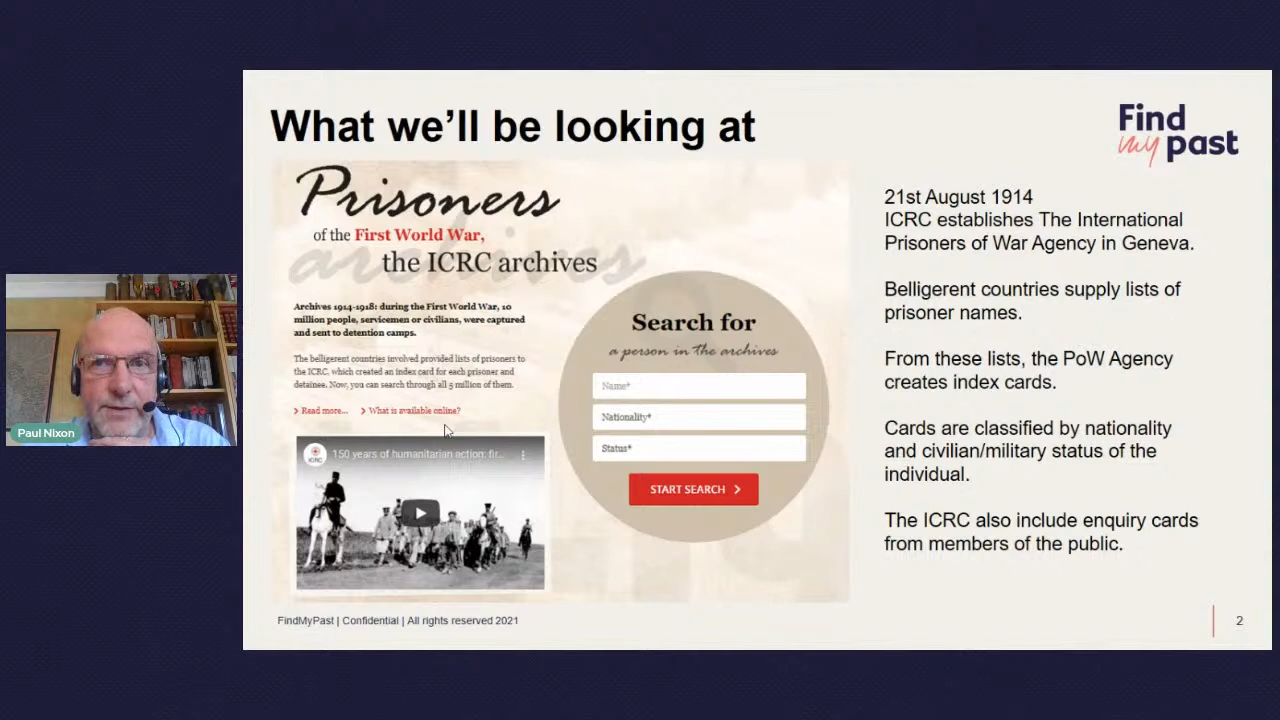 What we'll be looking at
Find
my past
Prisoners
of the First World War,
archives
the ICRC archives
Archives 1914-1918: during the First World War, 10
million people, servicemen or civilians, were captured
and sent to detention camps.
The belligerent countries involved provided lists of prisoners to
the ICRC, which created an index card for each prisoner and
detainee. Now, you can search through all 5 million of them.
Read more... What is available online?
ICRC
150 years of humanitarian action: fir...
Search for
a person in the archives
Name*
Nationality*
Status*
START SEARCH
21st August 1914
ICRC establishes The International
Prisoners of War Agency in Geneva.
Belligerent countries supply lists of
prisoner names.
From these lists, the PoW Agency
creates index cards.
Cards are classified by nationality
and civilian/military status of the
individual.
The ICRC also include enquiry cards
from members of the public.
Paul Nixon
FindMyPast | Confidential | All rights reserved 2021
2